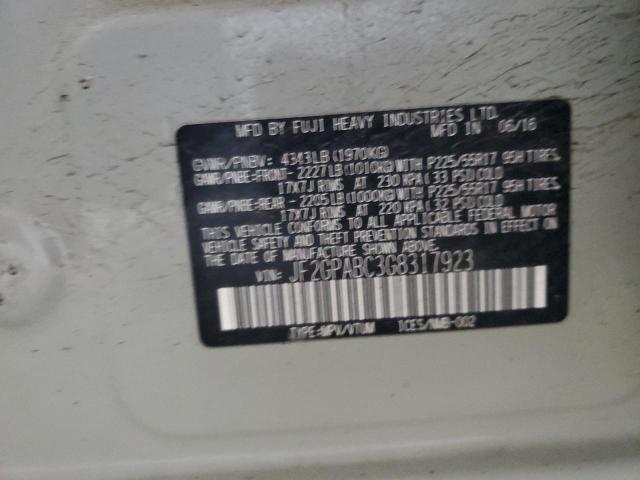 MFD BY FUJI HEAVY INDUSTRIES LTD.
MFD IN 06/16
GVWR/PNBV: 4343LB(1970KG)
GAWR/PNBE-FRONT- 2227LB(1010KG)WITH P225/55R17 95H TIRES,
17X7J RIMS AT 230 KPA(33 PSI)COLD
GAWR/PNBE-REAR - 2205LB(1000KG)WITH P225/55R17 95H TIRES,
17X7J RIMS AT 220 KPA(32 PSI)COLD
THIS VEHICLE CONFORMS TO ALL APPLICABLE FEDERAL MOTOR
VEHICLE SAFETY AND THEFT PREVENTION STANDARDS
IN EFFECT ON THE DATE OF MANUFACTURE SHOWN ABOVE.
VIN: JF2GPABC3G8317923
TYPE:MPV/VTUM ICES/NMB-002